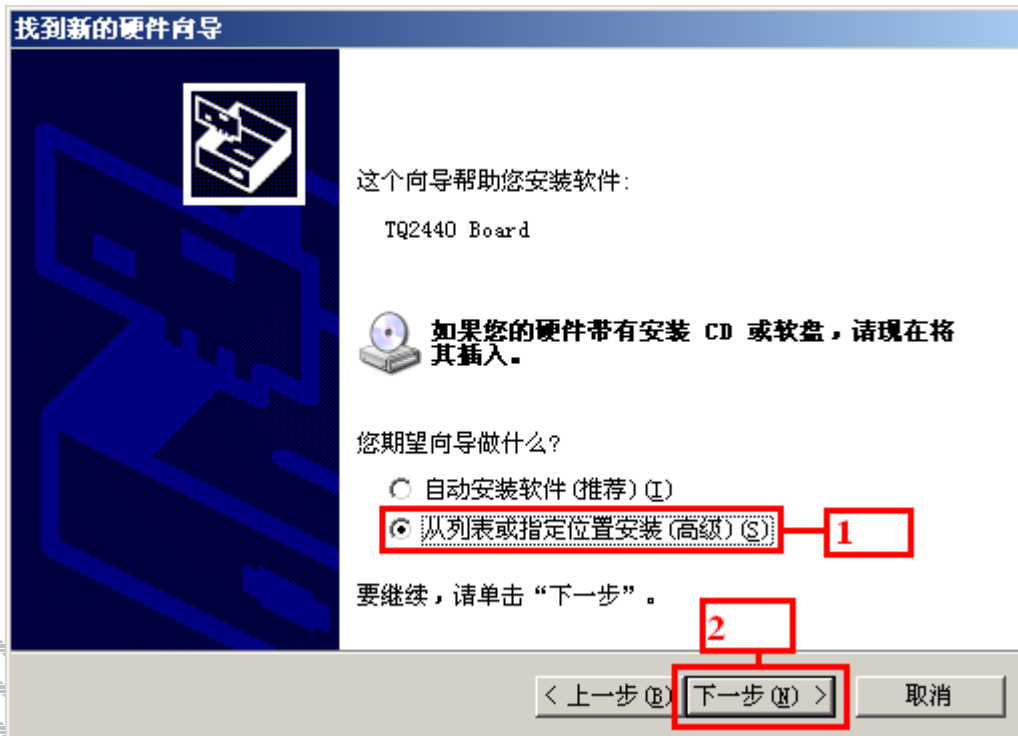 找到新的硬件向导
这个向导帮助您安装软件:
TQ2440 Board
如果您的硬件带有安装 CD 或软盘，请现在将
其插入。
您期望向导做什么?
自动安装软件(推荐)(I)
从列表或指定位置安装(高级)(S)
1
要继续，请单击“下一步”。
2
< 上一步(B)
下一步(N) >
取消